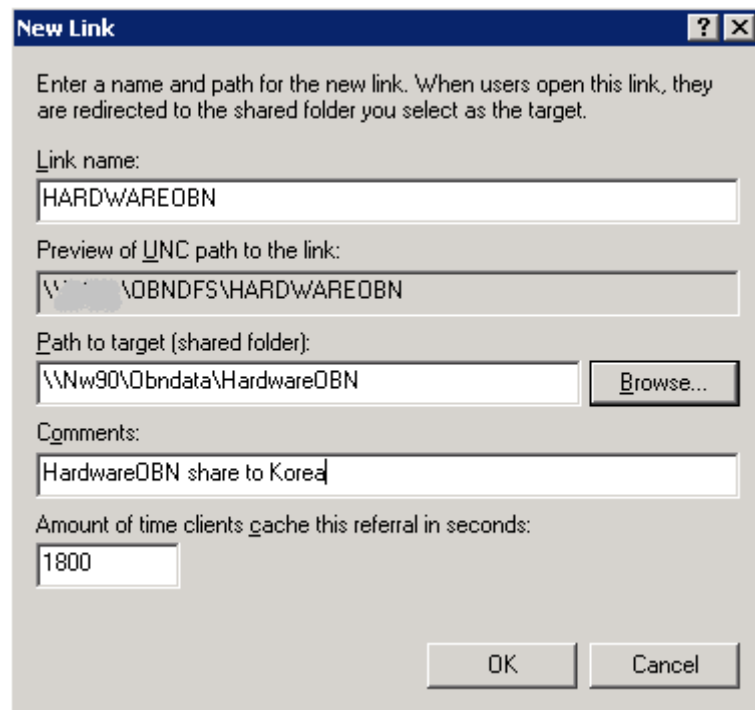 New Link
Enter a name and path for the new link. When users open this link, they
are redirected to the shared folder you select as the target.
Link name:
HARDWAREOBN
Preview of UNC path to the link:
\\ \OBNDFS\HARDWAREOBN
Path to target (shared folder):
\\Nw90\Obndata\HardwareOBN
Browse...
Comments:
HardwareOBN share to Korea
Amount of time clients cache this referral in seconds:
1800
OK
Cancel